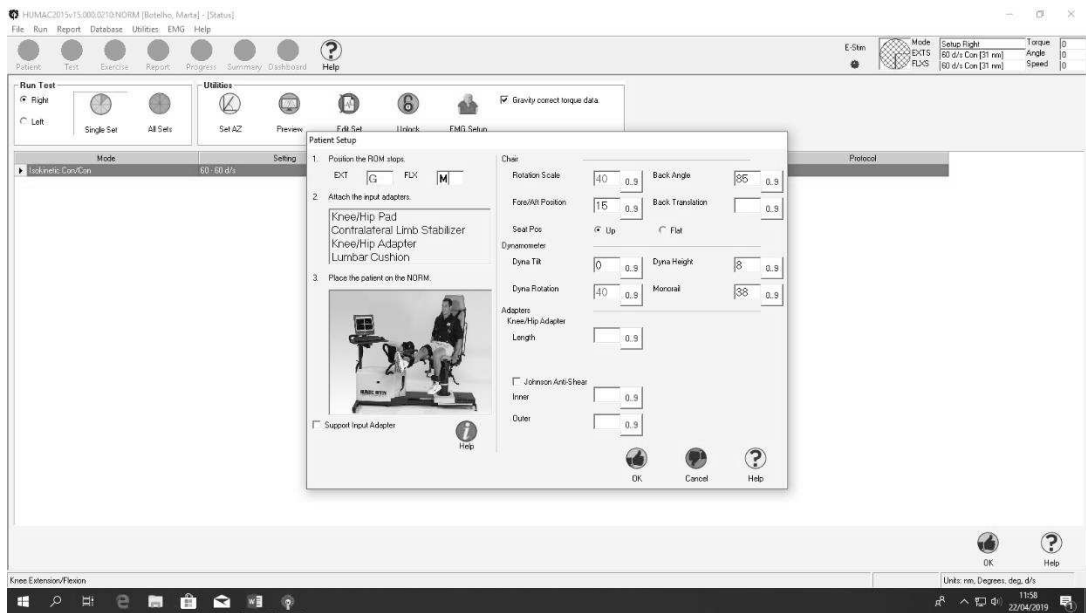 HUMAC2015v15.000.0210:NORM [Botelho, Marta] - [Status]
File Run Report Database Utilities EMG Help
Patient Test Exercise Report Progress Summary Dashboard Help
E-Stim
Mode Setup Right Torque 0
EXTS 60 d/s Con [31 nm] Angle 0
FLXS 60 d/s Con [31 nm] Speed 0
Run Test
Right
Left
Single Set All Sets
Utilities
Set AZ Preview Edit Set Unlock EMG Setup
Gravity correct torque data
Mode Setting Protocol
Isokinetic Con/Con 60 - 60 d/s
Patient Setup
1. Position the ROM stops.
EXT G FLX M
2. Attach the input adapters.
Knee/Hip Pad
Contralateral Limb Stabilizer
Knee/Hip Adapter
Lumbar Cushion
3. Place the patient on the NORM.
Support Input Adapter
Help
Chair
Rotation Scale 40 0..9 Back Angle 85 0..9
Fore/Aft Position 15 0..9 Back Translation 0..9
Seat Pos Up Flat
Dynamometer
Dyna Tilt 0 0..9 Dyna Height 8 0..9
Dyna Rotation 40 0..9 Monorail 38 0..9
Adapters
Knee/Hip Adapter
Length 0..9
Johnson Anti-Shear
Inner 0..9
Outer 0..9
OK Cancel Help
OK Help
Knee Extension/Flexion
Units: nm, Degrees, deg, d/s
11:58
22/04/2019